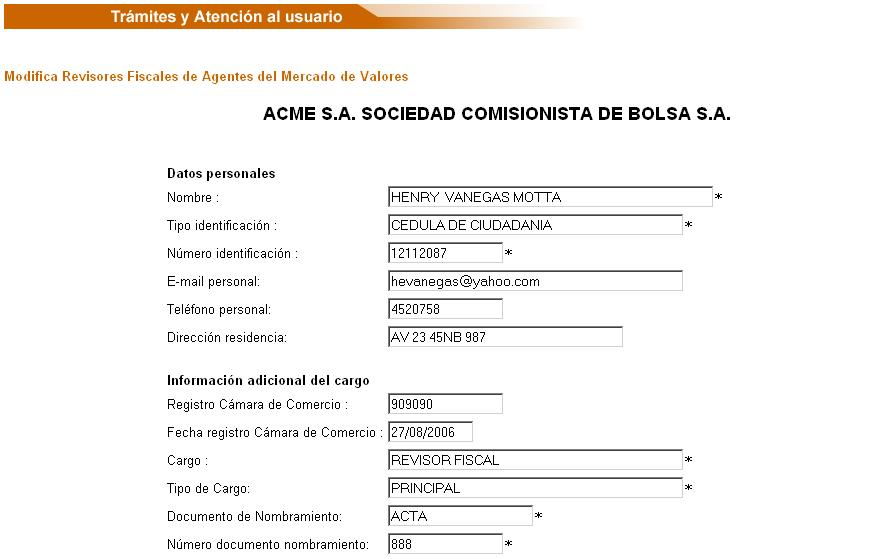 Trámites y Atención al usuario
Modifica Revisores Fiscales de Agentes del Mercado de Valores
ACME S.A. SOCIEDAD COMISIONISTA DE BOLSA S.A.
Datos personales
Nombre : HENRY VANEGAS MOTTA *
Tipo identificación : CEDULA DE CIUDADANIA *
Número identificación : 12112087 *
E-mail personal: hevanegas@yahoo.com
Teléfono personal: 4520758
Dirección residencia: AV 23 45NB 987
Información adicional del cargo
Registro Cámara de Comercio : 909090
Fecha registro Cámara de Comercio : 27/08/2006
Cargo : REVISOR FISCAL *
Tipo de Cargo: PRINCIPAL *
Documento de Nombramiento: ACTA *
Número documento nombramiento: 888 *